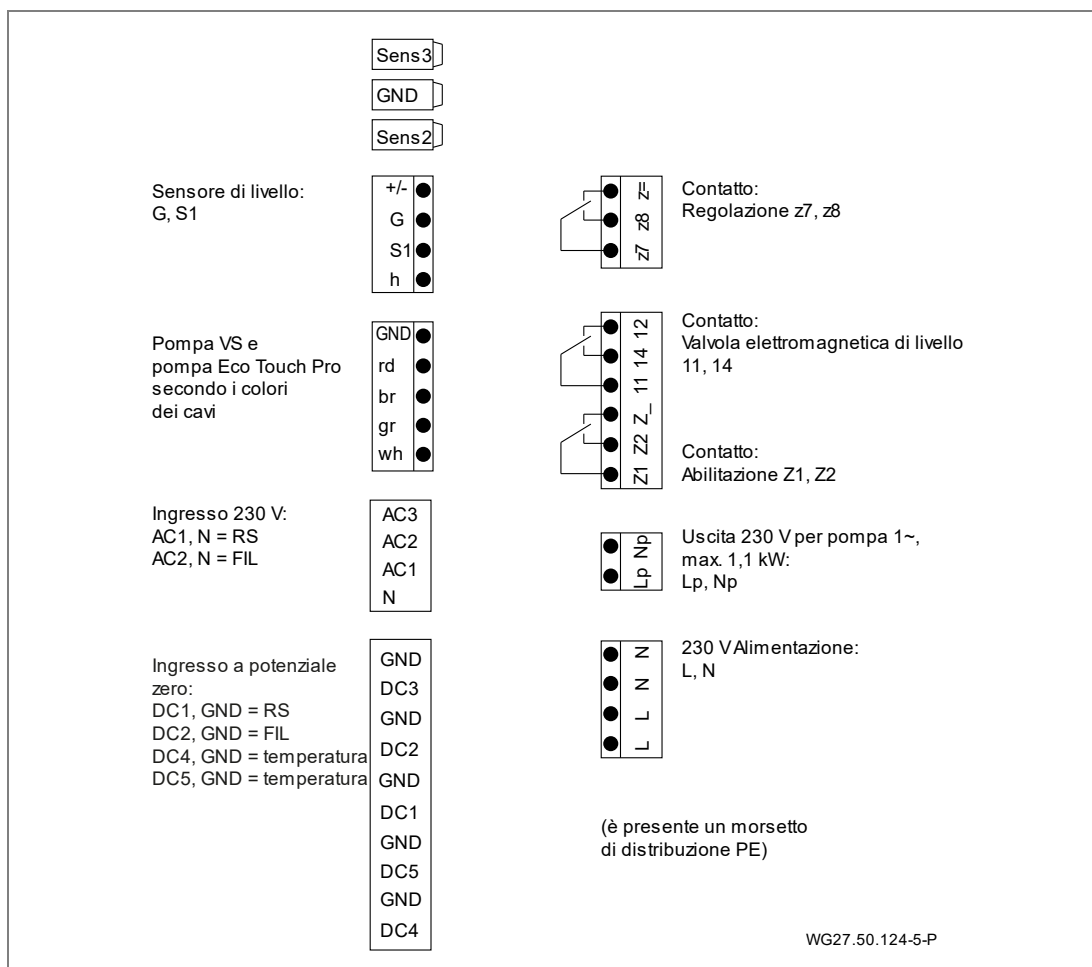 Sens3
GND
Sens2
Sensore di livello:
G, S1
+/-
G
S1
h
Pompa VS e
pompa Eco Touch Pro
secondo i colori
dei cavi
GND
rd
br
gr
wh
Ingresso 230 V:
AC1, N = RS
AC2, N = FIL
AC3
AC2
AC1
N
Ingresso a potenziale
zero:
DC1, GND = RS
DC2, GND = FIL
DC4, GND = temperatura
DC5, GND = temperatura
GND
DC3
GND
DC2
GND
DC1
GND
DC5
GND
DC4
z7 z8 z=
Contatto:
Regolazione z7, z8
Z1 Z2 Z_ 11 14 12
Contatto:
Valvola elettromagnetica di livello
11, 14
Contatto:
Abilitazione Z1, Z2
Lp Np
Uscita 230 V per pompa 1~,
max. 1,1 kW:
Lp, Np
L L N N
230 V Alimentazione:
L, N
(è presente un morsetto
di distribuzione PE)
WG27.50.124-5-P